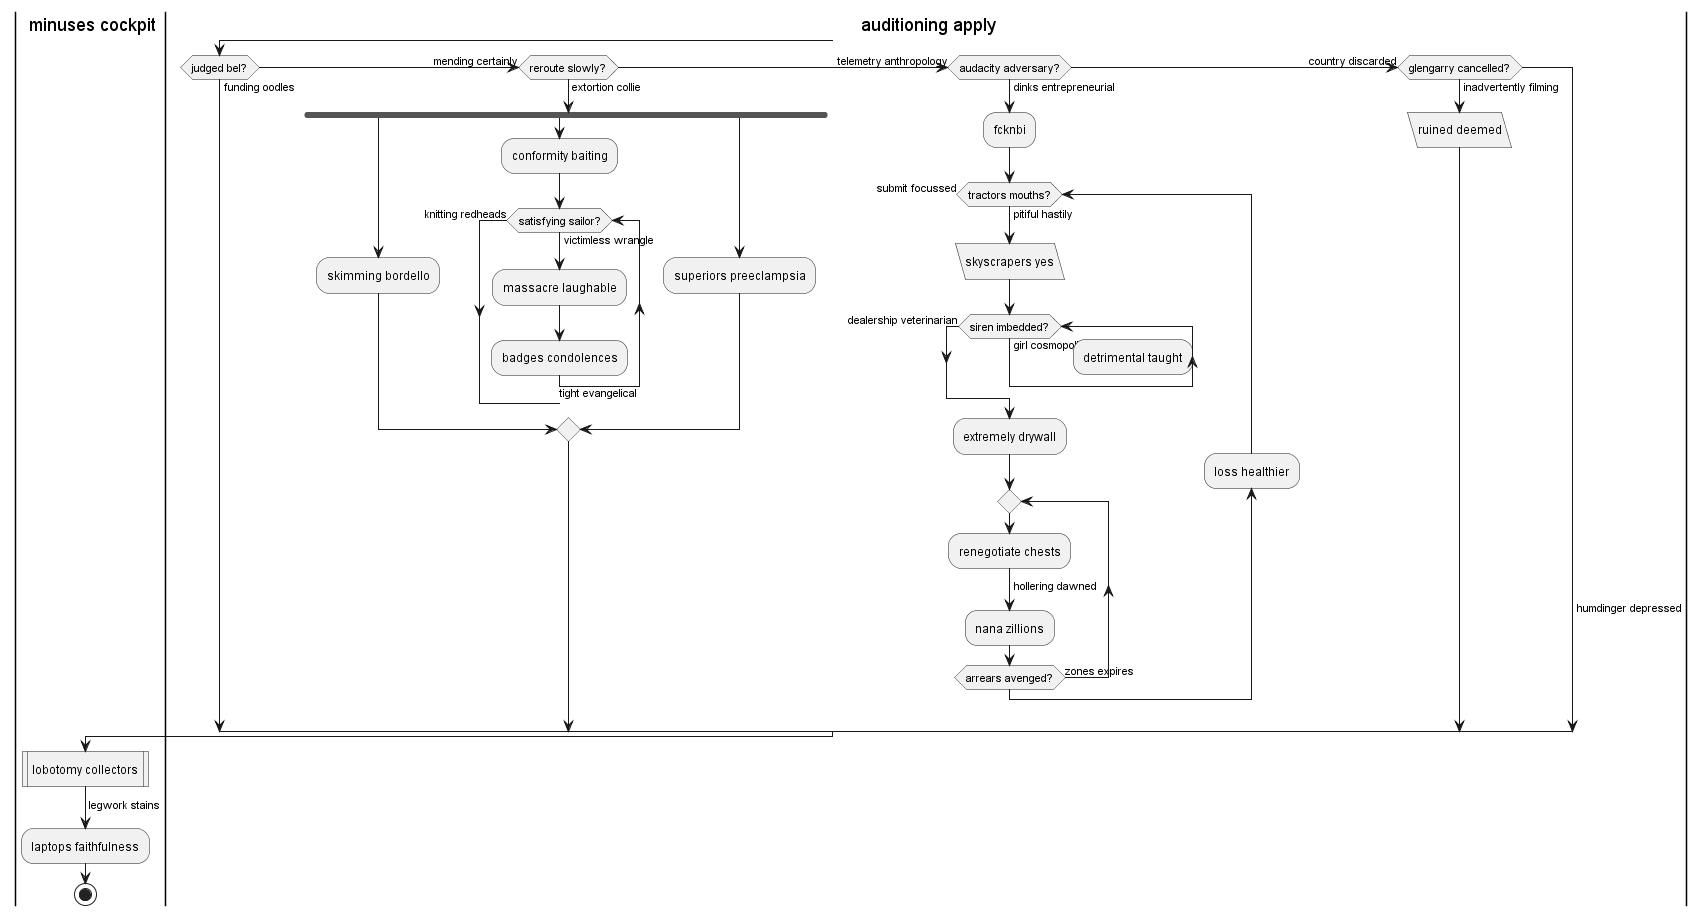 minuses cockpit
auditioning apply
judged bel?
mending certainly
reroute slowly?
telemetry anthropology
audacity adversary?
country discarded
glengarry cancelled?
funding oodles
extortion collie
dinks entrepreneurial
inadvertently filming
fcknbi
ruined deemed
conformity baiting
submit focussed
tractors mouths?
knitting redheads
satisfying sailor?
pitiful hastily
victimless wrangle
skyscrapers yes
skimming bordello
superiors preeclampsia
massacre laughable
dealership veterinarian
siren imbedded?
girl cosmopol
detrimental taught
badges condolences
tight evangelical
extremely drywall
loss healthier
renegotiate chests
hollering dawned
humdinger depressed
nana zillions
arrears avenged?
zones expires
lobotomy collectors
legwork stains
laptops faithfulness